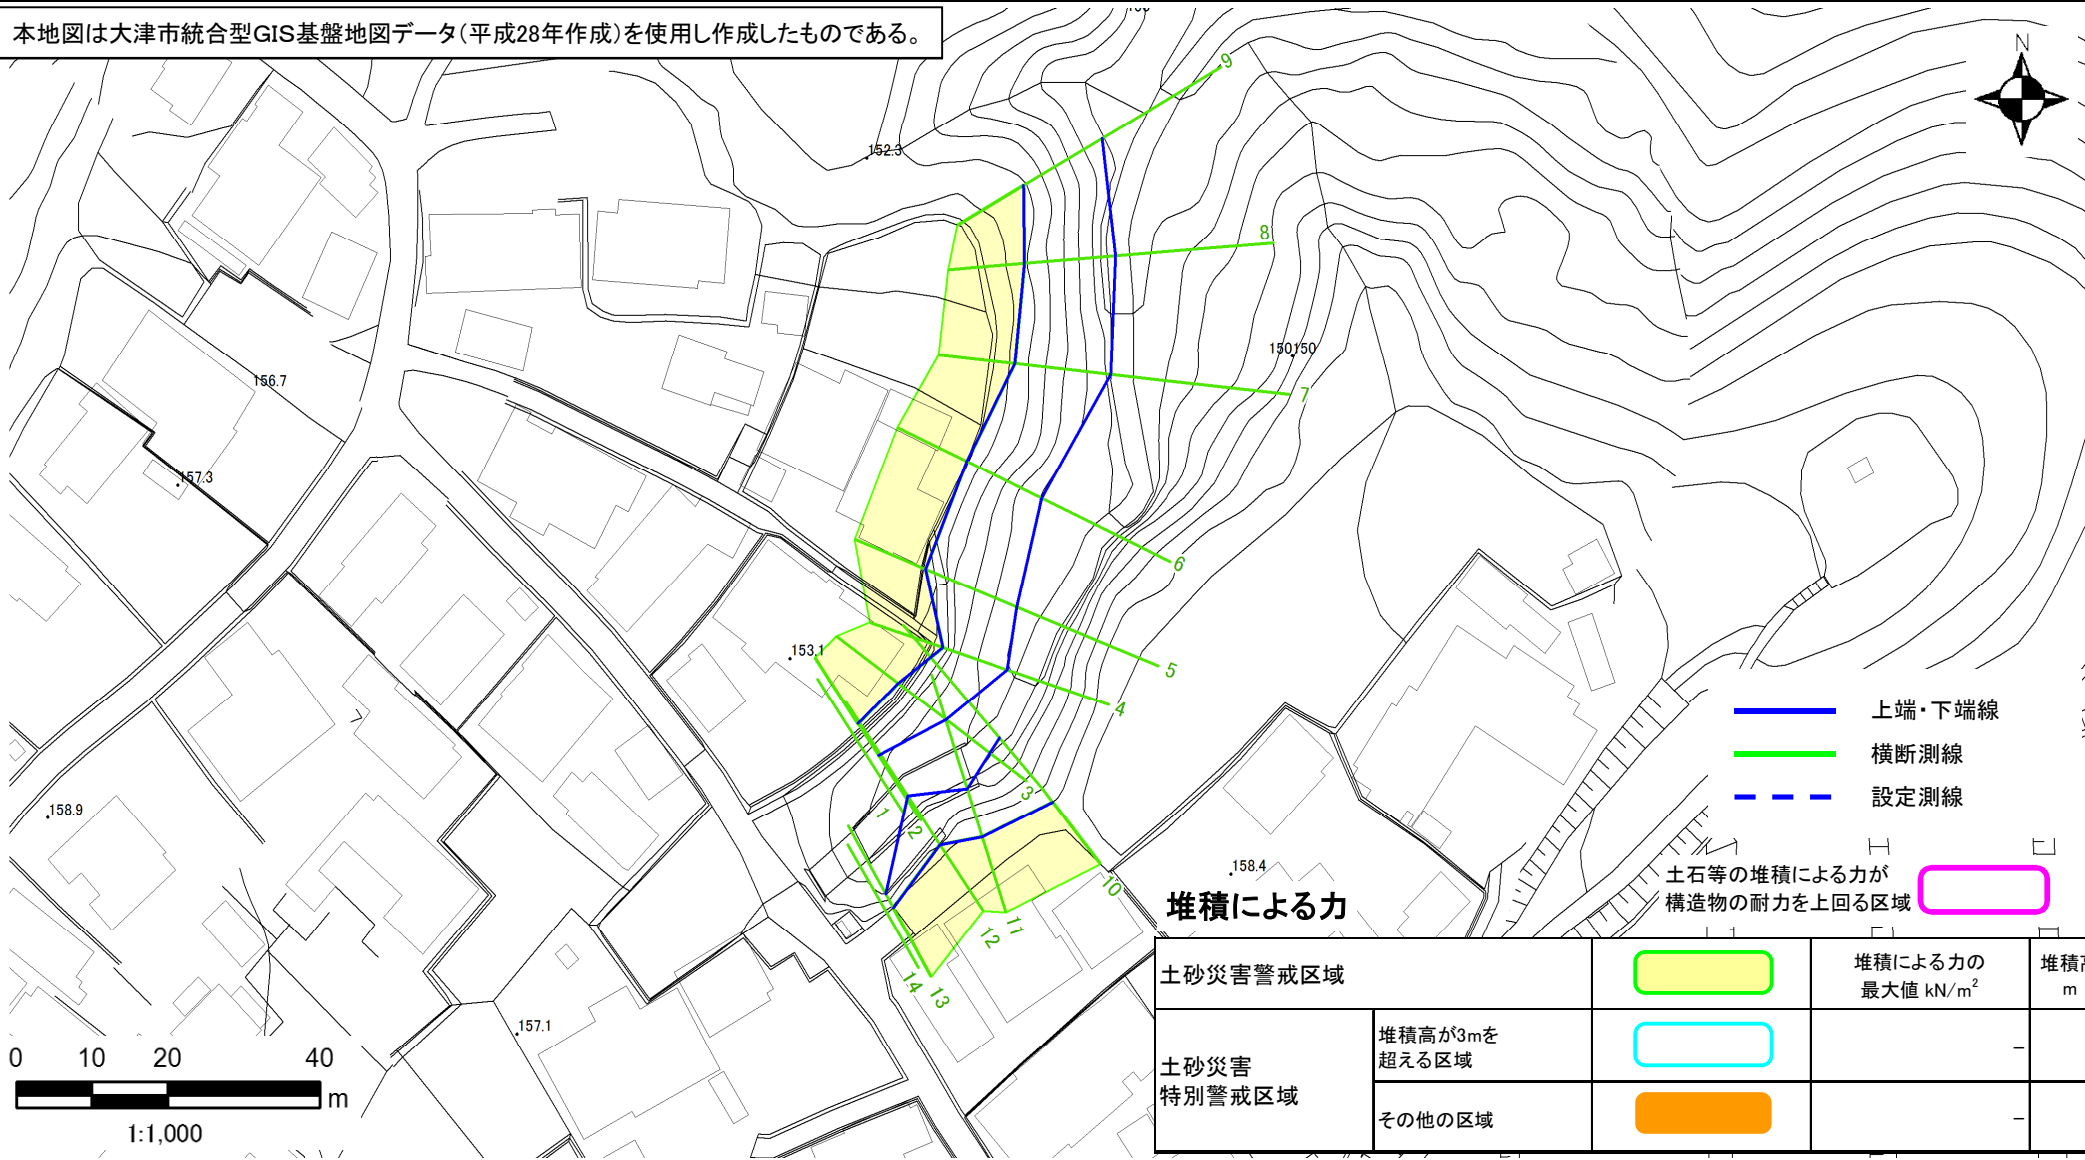 本地図は大津市統合型GIS基盤地図データ(平成28年作成)を使用し作成したものである。
N
9
152.3
8
150150
156.7
7
157.3
6
153.1
5
4
上端・下端線
3
横断測線
1
2
設定測線
158.9
158.4
土石等の堆積による力が
構造物の耐力を上回る区域
10
11
12
堆積による力
14
13
土砂災害警戒区域
堆積による力の
最大値 kN/m²
堆積高
m
157.1
0 10 20 40
m
1:1,000
土砂災害
特別警戒区域
堆積高が3mを
超える区域
−
その他の区域
−